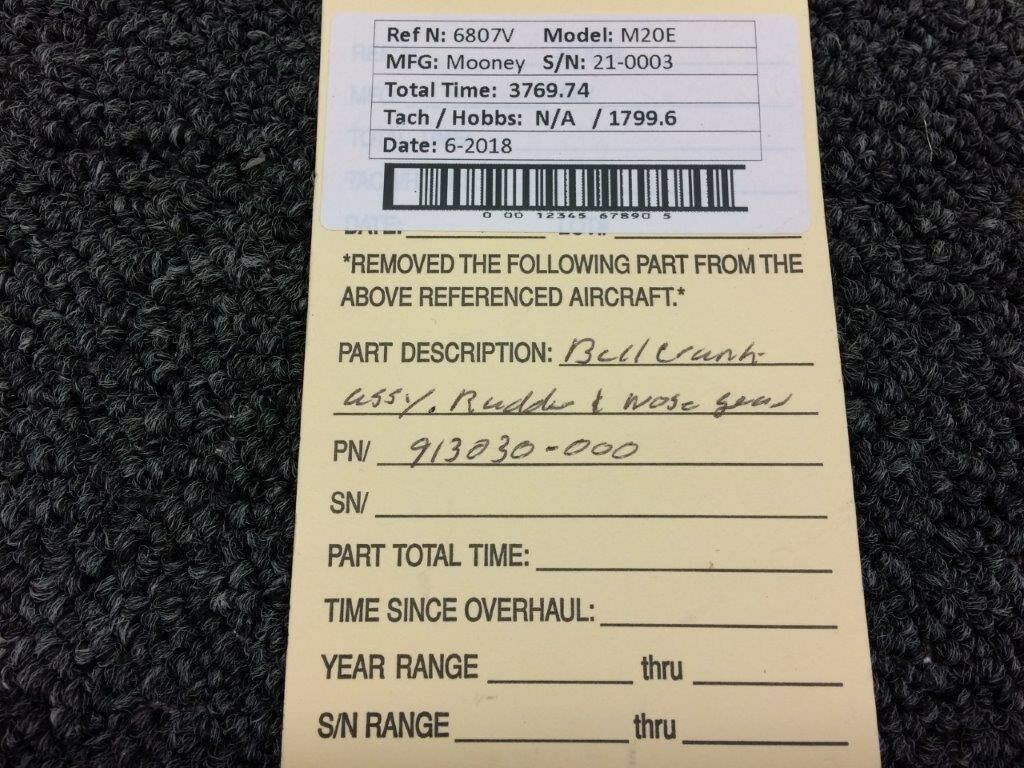 Ref N: 6807V Model: M20E
MFG: Mooney S/N: 21-0003
Total Time: 3769.74
Tach / Hobbs: N/A / 1799.6
Date: 6-2018
0 00 12345 67890 5
DATE:
*REMOVED THE FOLLOWING PART FROM THE
ABOVE REFERENCED AIRCRAFT.*
PART DESCRIPTION: Bellcrank
assy. Rudder & nose gear
PN/ 913030-000
SN/
PART TOTAL TIME:
TIME SINCE OVERHAUL:
YEAR RANGE thru
S/N RANGE thru